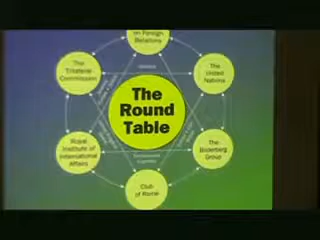 on Foreign
Relations
The
Trilateral
Commission
The
United
Nations
The
Round
Table
Royal
Institute of
International
Affairs
The
Bilderberg
Group
Club
of Rome